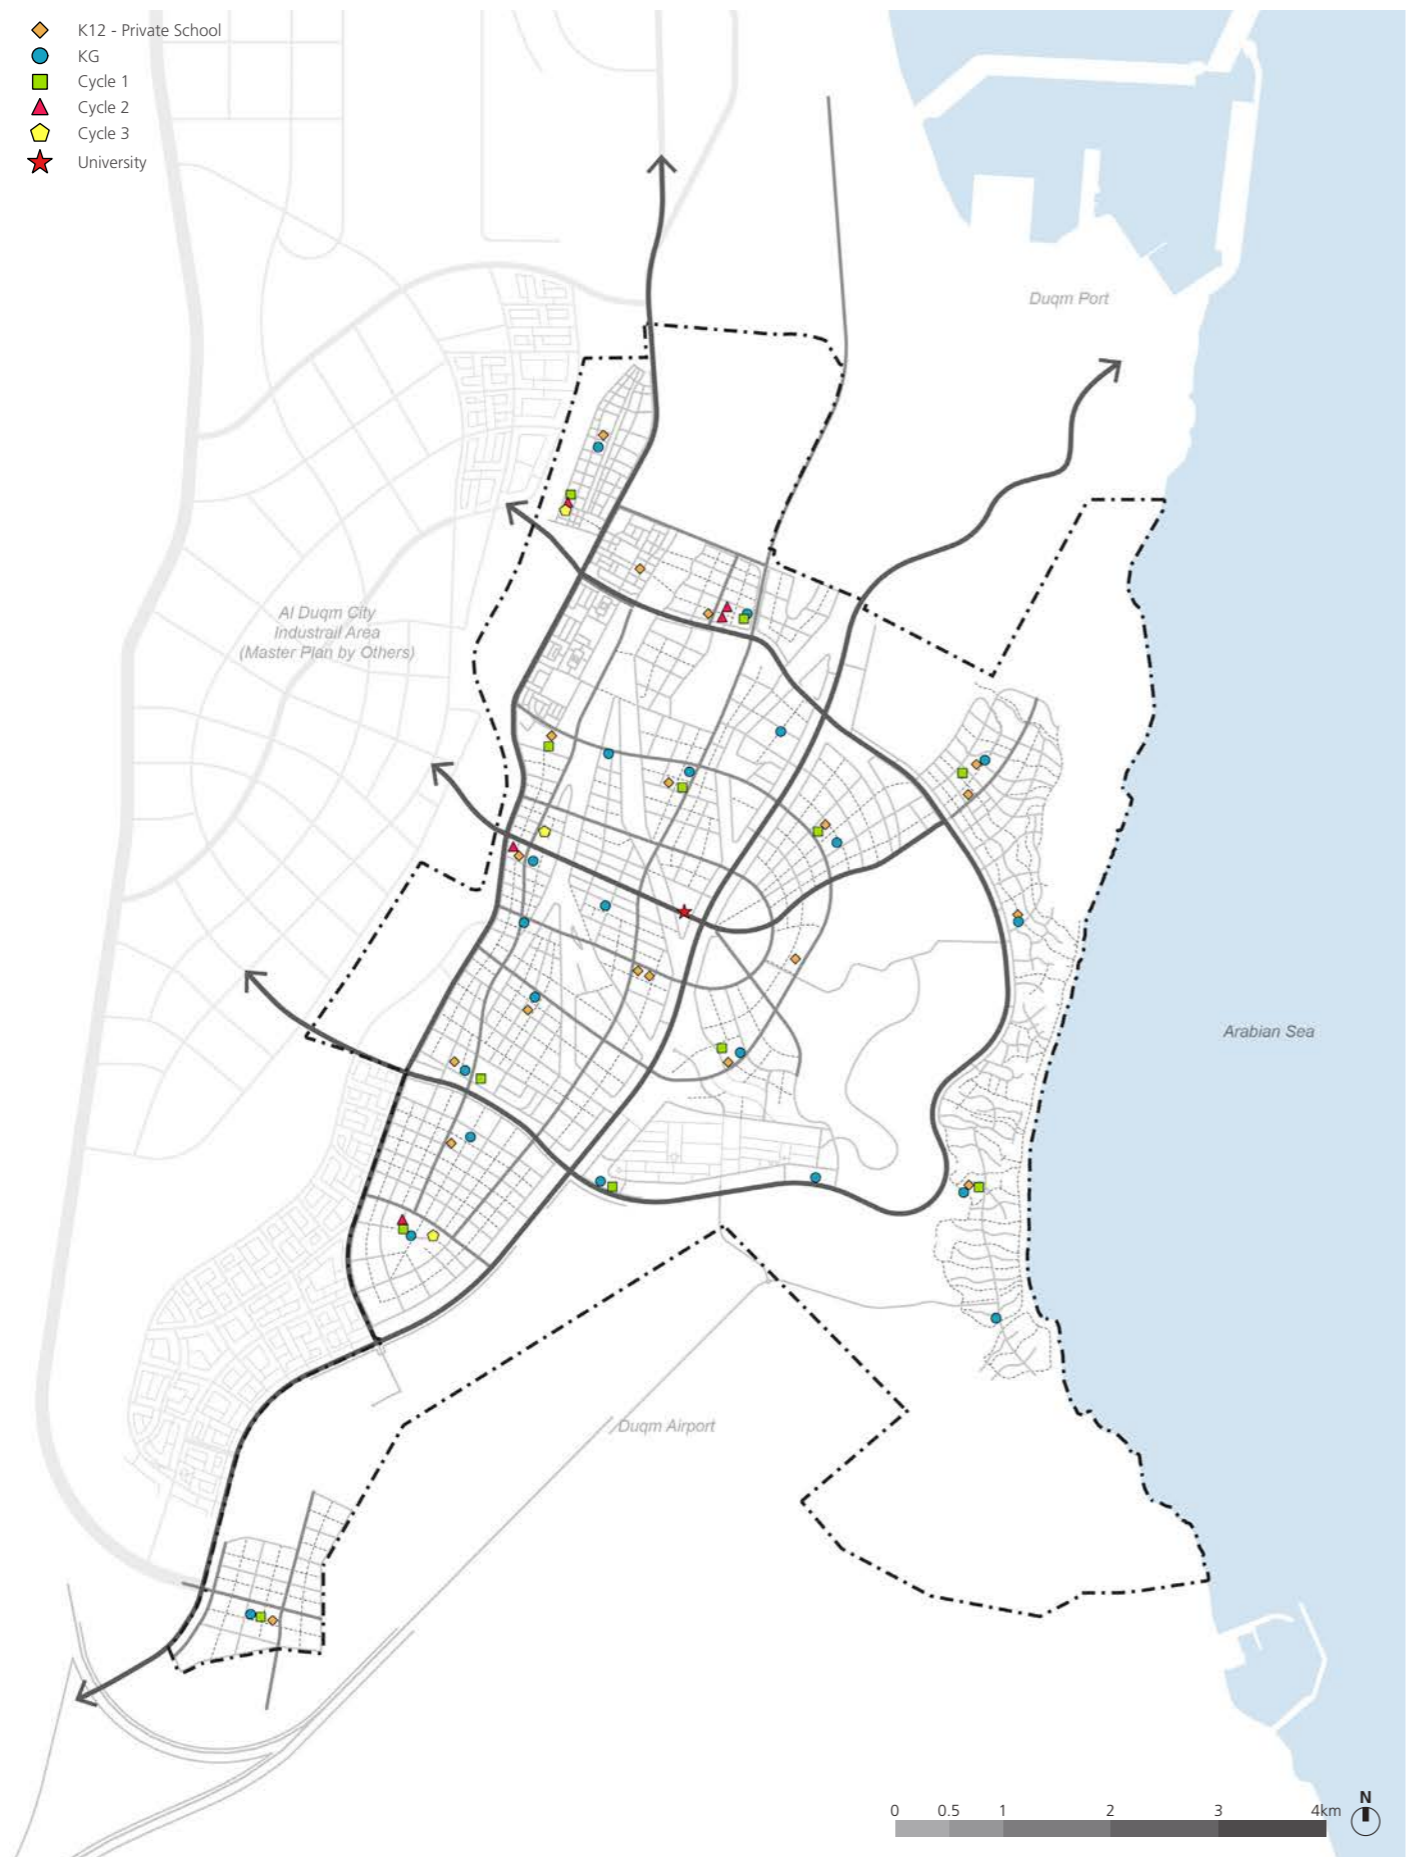 K12 - Private School
KG
Cycle 1
Cycle 2
Cycle 3
University
Duqm Port
Al Duqm City
Industrail Area
(Master Plan by Others)
Arabian Sea
Duqm Airport
0 0.5 1 2 3 4km
N